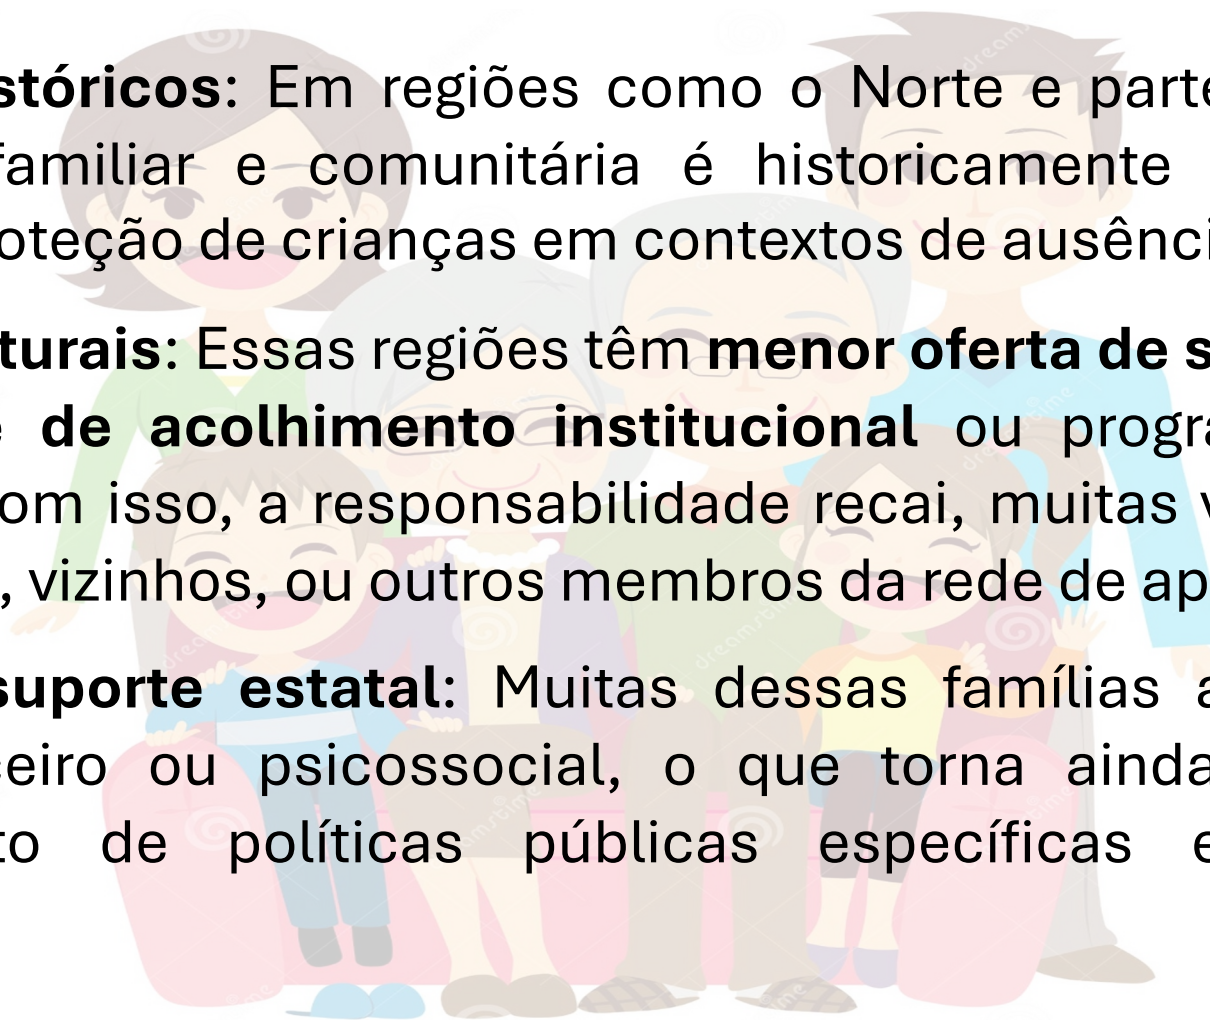 stóricos: Em regiões como o Norte e parte
familiar e comunitária é historicamente
oteção de crianças em contextos de ausênci
turais: Essas regiões têm menor oferta de s
e de acolhimento institucional ou progra
om isso, a responsabilidade recai, muitas v
, vizinhos, ou outros membros da rede de ap
suporte estatal: Muitas dessas famílias a
ceiro ou psicossocial, o que torna ainda
to de políticas públicas específicas e